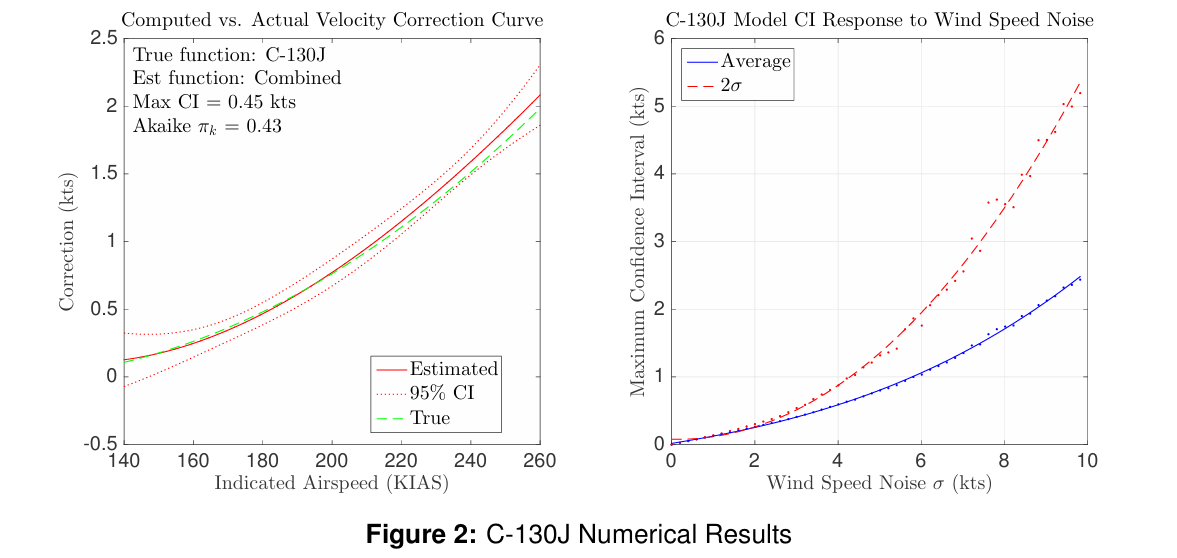 Computed vs. Actual Velocity Correction Curve
2.5
2
1.5
1
0.5
0
-0.5
Correction (kts)
True function: C-130J
Est function: Combined
Max CI = 0.45 kts
Akaike πₖ = 0.43
Estimated
95% CI
True
140 160 180 200 220 240 260
Indicated Airspeed (KIAS)
C-130J Model CI Response to Wind Speed Noise
6
5
4
3
2
1
0
Maximum Confidence Interval (kts)
Average
2σ
0 2 4 6 8 10
Wind Speed Noise σ (kts)
Figure 2: C-130J Numerical Results